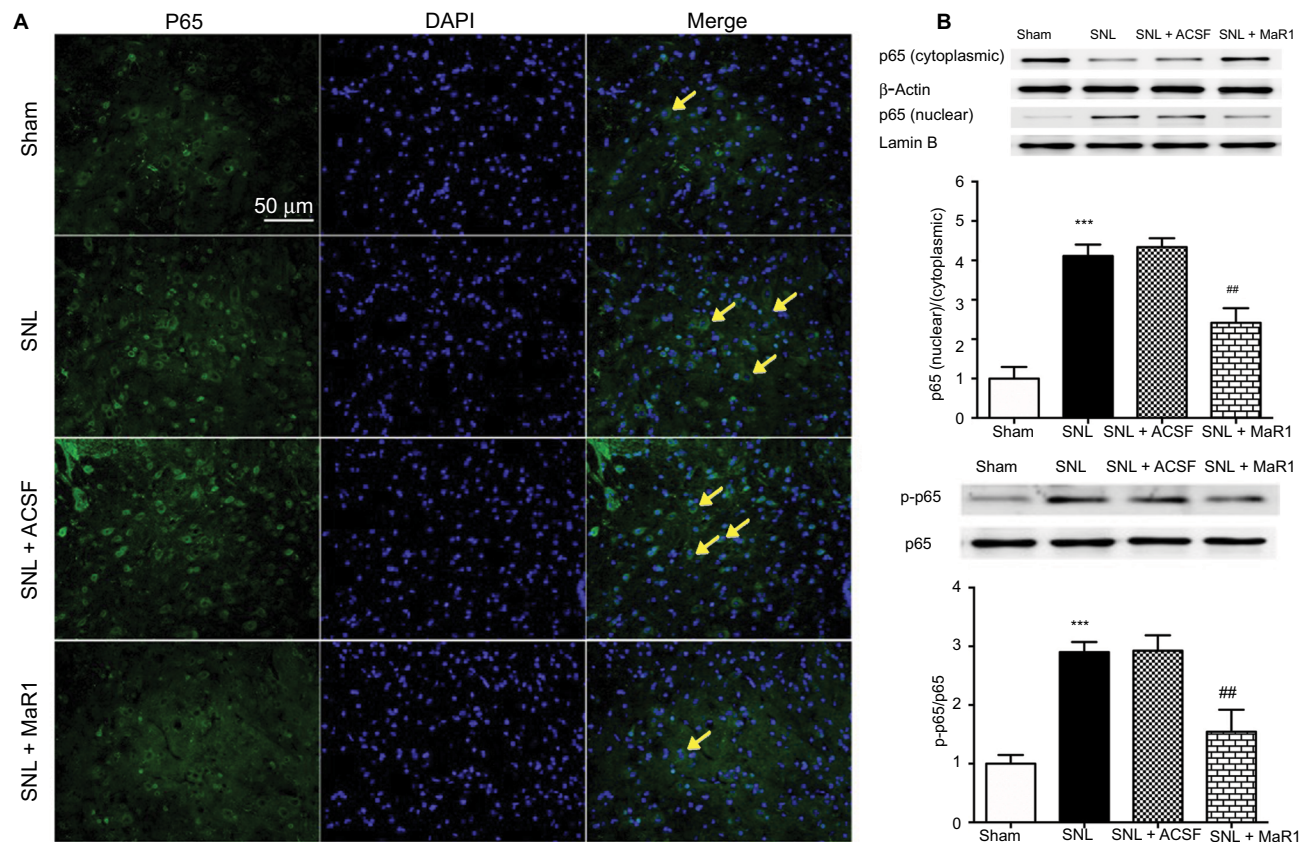 A
P65 DAPI Merge
Sham
50 μm
SNL
SNL + ACSF
SNL + MaR1
B
Sham SNL SNL + ACSF SNL + MaR1
p65 (cytoplasmic)
β-Actin
p65 (nuclear)
Lamin B
p65 (nuclear)/(cytoplasmic)
6
5
4
3
2
1
0
***
##
Sham SNL SNL + ACSF SNL + MaR1
Sham SNL SNL + ACSF SNL + MaR1
p-p65
p65
p-p65/p65
4
3
2
1
0
***
##
Sham SNL SNL + ACSF SNL + MaR1